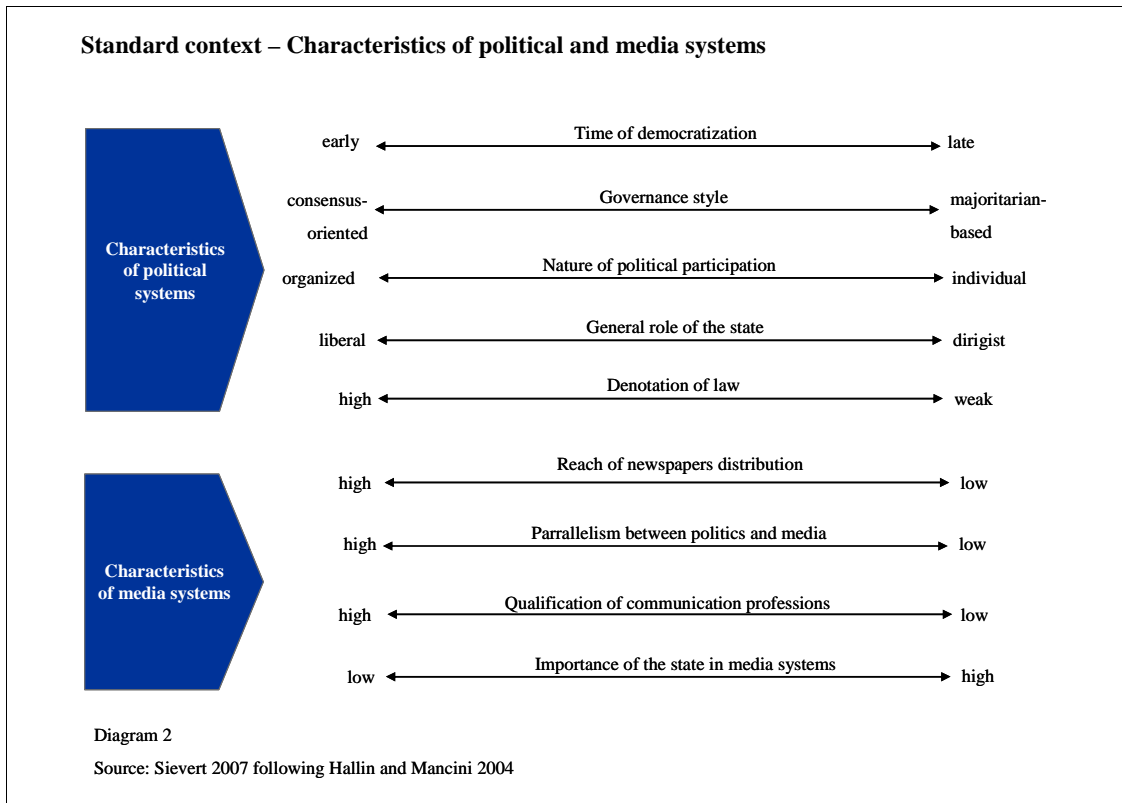 Standard context – Characteristics of political and media systems
Characteristics
of political
systems
early
Time of democratization
late
consensus-
oriented
Governance style
majoritarian-
based
organized
Nature of political participation
individual
liberal
General role of the state
dirigist
high
Denotation of law
weak
Characteristics
of media systems
high
Reach of newspapers distribution
low
high
Parrallelism between politics and media
low
high
Qualification of communication professions
low
low
Importance of the state in media systems
high
Diagram 2
Source: Sievert 2007 following Hallin and Mancini 2004